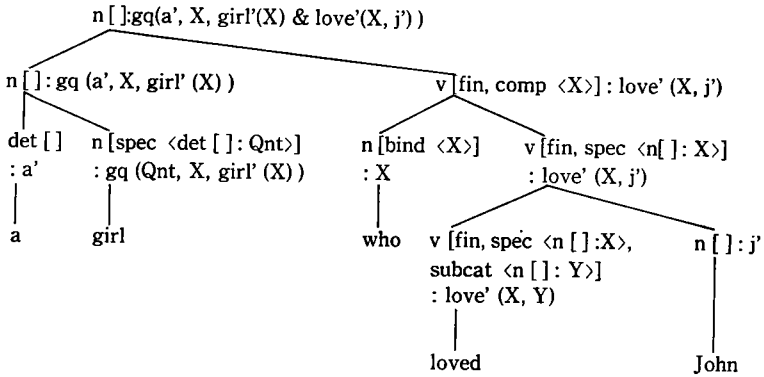 n [ ]:gq(a', X, girl'(X) & love'(X, j'))
n [ ] : gq (a', X, girl' (X) ) v [fin, comp ⟨X⟩] : love' (X, j')
det [ ] n [spec ⟨det [ ] : Qnt⟩] n [bind ⟨X⟩] v [fin, spec ⟨n[ ] : X⟩]
: a' : gq (Qnt, X, girl' (X) ) : X : love' (X, j')
a girl who v [fin, spec ⟨n [ ] :X⟩, n [ ] : j'
subcat ⟨n [ ] : Y⟩]
: love' (X, Y)
loved John